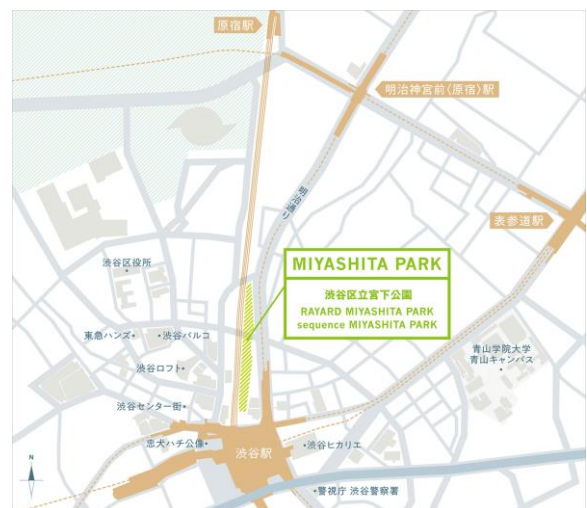 原宿駅
明治神宮前〈原宿〉駅
明治通り
表参道駅
MIYASHITA PARK
渋谷区立宮下公園
RAYARD MIYASHITA PARK
sequence MIYASHITA PARK
渋谷区役所
東急ハンズ
渋谷パルコ
渋谷ロフト
青山学院大学
青山キャンパス
渋谷センター街
忠犬ハチ公像
渋谷駅
渋谷ヒカリエ
警視庁 渋谷警察署
N